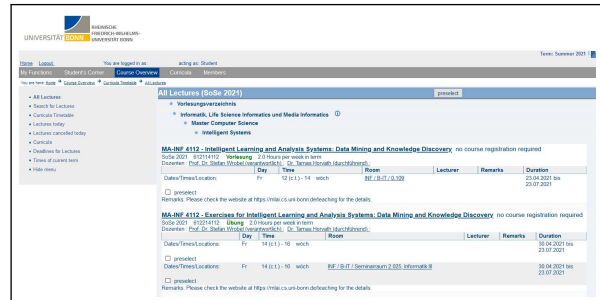 RHEINISCHE
FRIEDRICH-WILHELMS-
UNIVERSITÄT BONN UNIVERSITÄT BONN
Term: Summer 2021
Home Logout You are logged in as: acting as: Student
My Functions Student's Corner Course Overview Curricula Members
You are here: Home Course Overview Curricula Timetable All Lectures
All Lectures
Search for Lectures
Curricula Timetable
Lectures today
Lectures cancelled today
Curricula
Deadlines for Lectures
Times of current term
Hide menu
All Lectures (SoSe 2021) preselect
Vorlesungsverzeichnis
Informatik, Life Science Informatics und Media Informatics
Master Computer Science
Intelligent Systems
MA-INF 4112 - Intelligent Learning and Analysis Systems: Data Mining and Knowledge Discovery no course registration required
SoSe 2021 612114112 Vorlesung 2.0 Hours per week in term
Dozenten: Prof. Dr. Stefan Wrobel (verantwortlich); Dr. Tamas Horvath (durchführend);
Day Time Room Lecturer Remarks Duration
Dates/Times/Location: Fr 12 (c.t.) - 14 wöch INF / B-IT / 0.109 23.04.2021 bis
23.07.2021
preselect
Remarks: Please check the website at https://mlai.cs.uni-bonn.de/teaching for the details.
MA-INF 4112 - Exercises for Intelligent Learning and Analysis Systems: Data Mining and Knowledge Discovery no course registration required
SoSe 2021 612214112 Übung 2.0 Hours per week in term
Dozenten: Prof. Dr. Stefan Wrobel (verantwortlich); Dr. Tamas Horvath (durchführend);
Day Time Room Lecturer Remarks Duration
Dates/Times/Locations: Fr 14 (c.t.) - 16 wöch 30.04.2021 bis
23.07.2021
preselect
Dates/Times/Locations: Fr 14 (c.t.) - 16 wöch INF / B-IT / Seminarraum 2.025, Informatik III 30.04.2021 bis
23.07.2021
preselect
Remarks: Please check the website at https://mlai.cs.uni-bonn.de/teaching for the details.